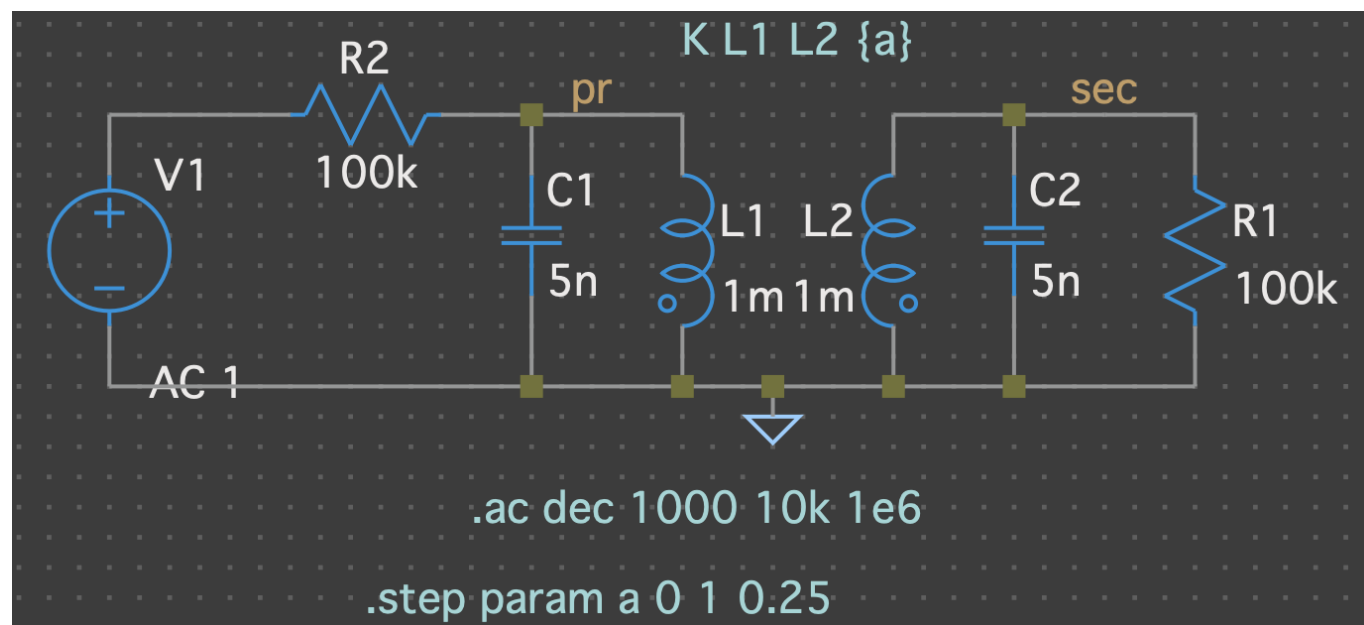 K L1 L2 {a}
R2
pr
sec
V1
100k
C1
C2
L1
L2
R1
5n
1m
1m
5n
100k
AC 1
.ac dec 1000 10k 1e6
.step param a 0 1 0.25